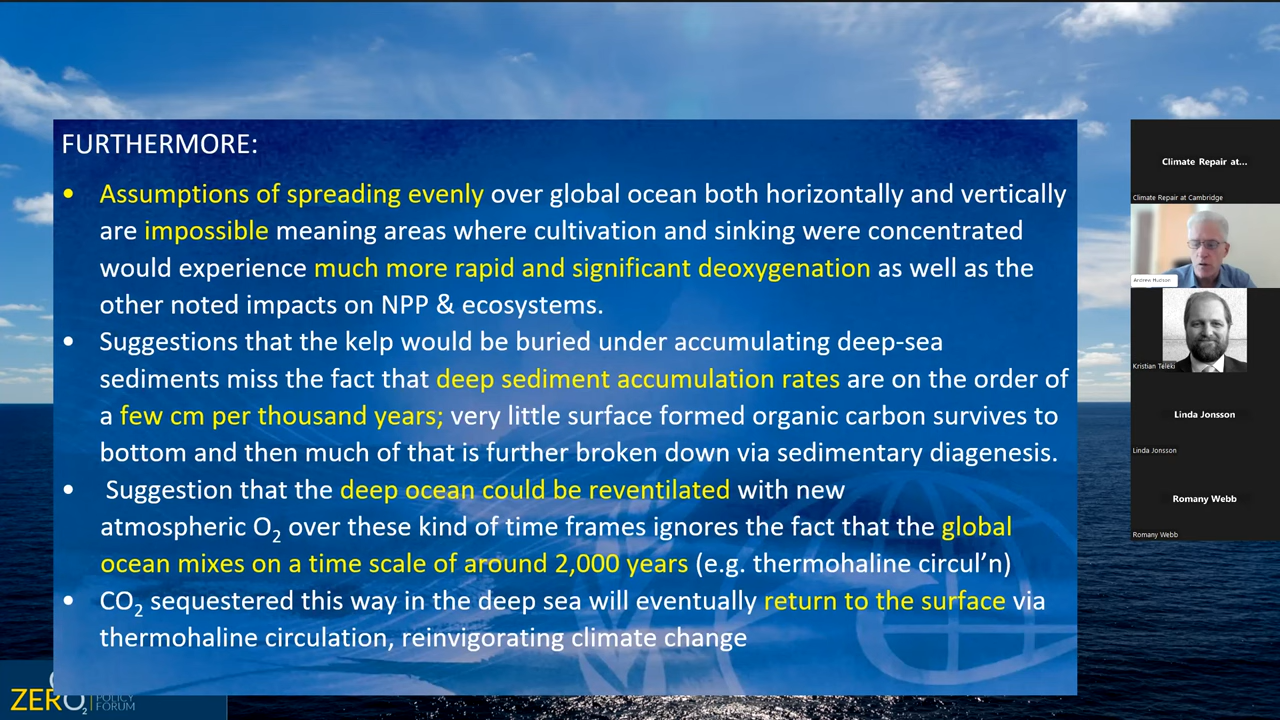 FURTHERMORE:
• Assumptions of spreading evenly over global ocean both horizontally and vertically
are impossible meaning areas where cultivation and sinking were concentrated
would experience much more rapid and significant deoxygenation as well as the
other noted impacts on NPP & ecosystems.
• Suggestions that the kelp would be buried under accumulating deep-sea
sediments miss the fact that deep sediment accumulation rates are on the order of
a few cm per thousand years; very little surface formed organic carbon survives to
bottom and then much of that is further broken down via sedimentary diagenesis.
• Suggestion that the deep ocean could be reventilated with new
atmospheric O₂ over these kind of time frames ignores the fact that the global
ocean mixes on a time scale of around 2,000 years (e.g. thermohaline circul’n)
• CO₂ sequestered this way in the deep sea will eventually return to the surface via
thermohaline circulation, reinvigorating climate change
ZERO₂ POLICY
FORUM
Climate Repair at...
Climate Repair at Cambridge
Andrew Hudson
Kristian Teleki
Linda Jonsson
Linda Jonsson
Romany Webb
Romany Webb